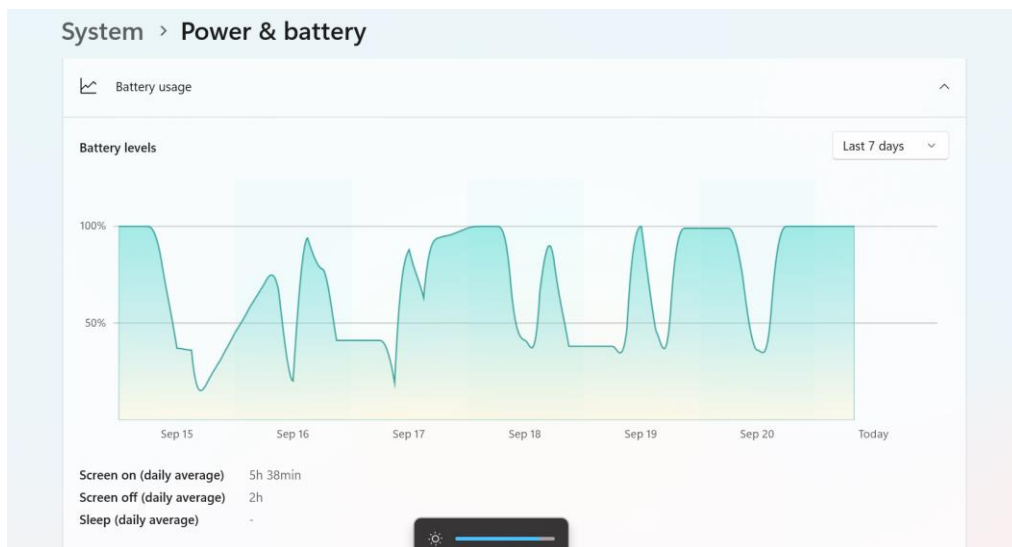 System > Power & battery
Battery usage
Battery levels
Last 7 days
100%
50%
Sep 15 Sep 16 Sep 17 Sep 18 Sep 19 Sep 20 Today
Screen on (daily average) 5h 38min
Screen off (daily average) 2h
Sleep (daily average) -